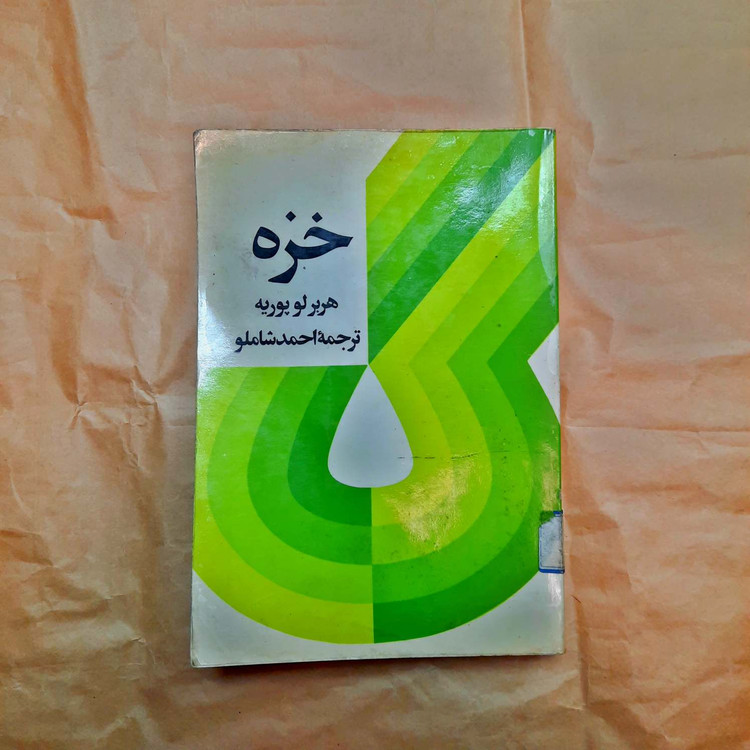 خزه
هربر لو پوریه
ترجمهٔ احمد شاملو